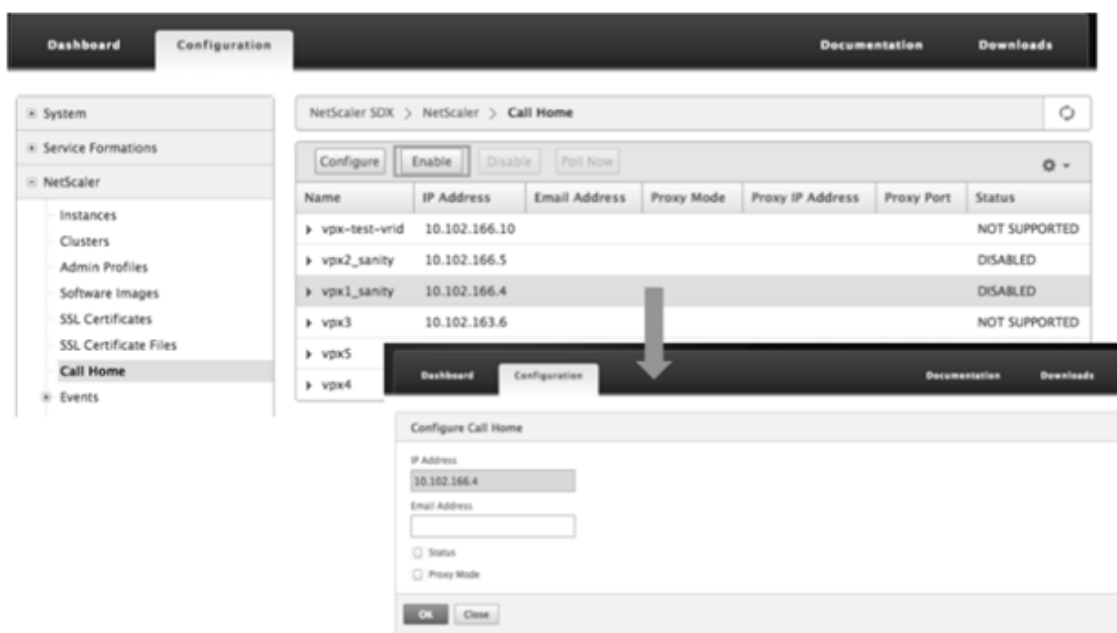 Dashboard Configuration Documentation Downloads
System
Service Formations
NetScaler
Instances
Clusters
Admin Profiles
Software Images
SSL Certificates
SSL Certificate Files
Call Home
Events
NetScaler SDX > NetScaler > Call Home
Configure Enable Disable Poll Now
Name IP Address Email Address Proxy Mode Proxy IP Address Proxy Port Status
vpx-test-vrid 10.102.166.10 NOT SUPPORTED
vpx2_sanity 10.102.166.5 DISABLED
vpx1_sanity 10.102.166.4 DISABLED
vpx3 10.102.163.6 NOT SUPPORTED
vpx5
vpx4
Dashboard Configuration Documentation Downloads
Configure Call Home
IP Address
10.102.166.4
Email Address
Status
Proxy Mode
OK Close